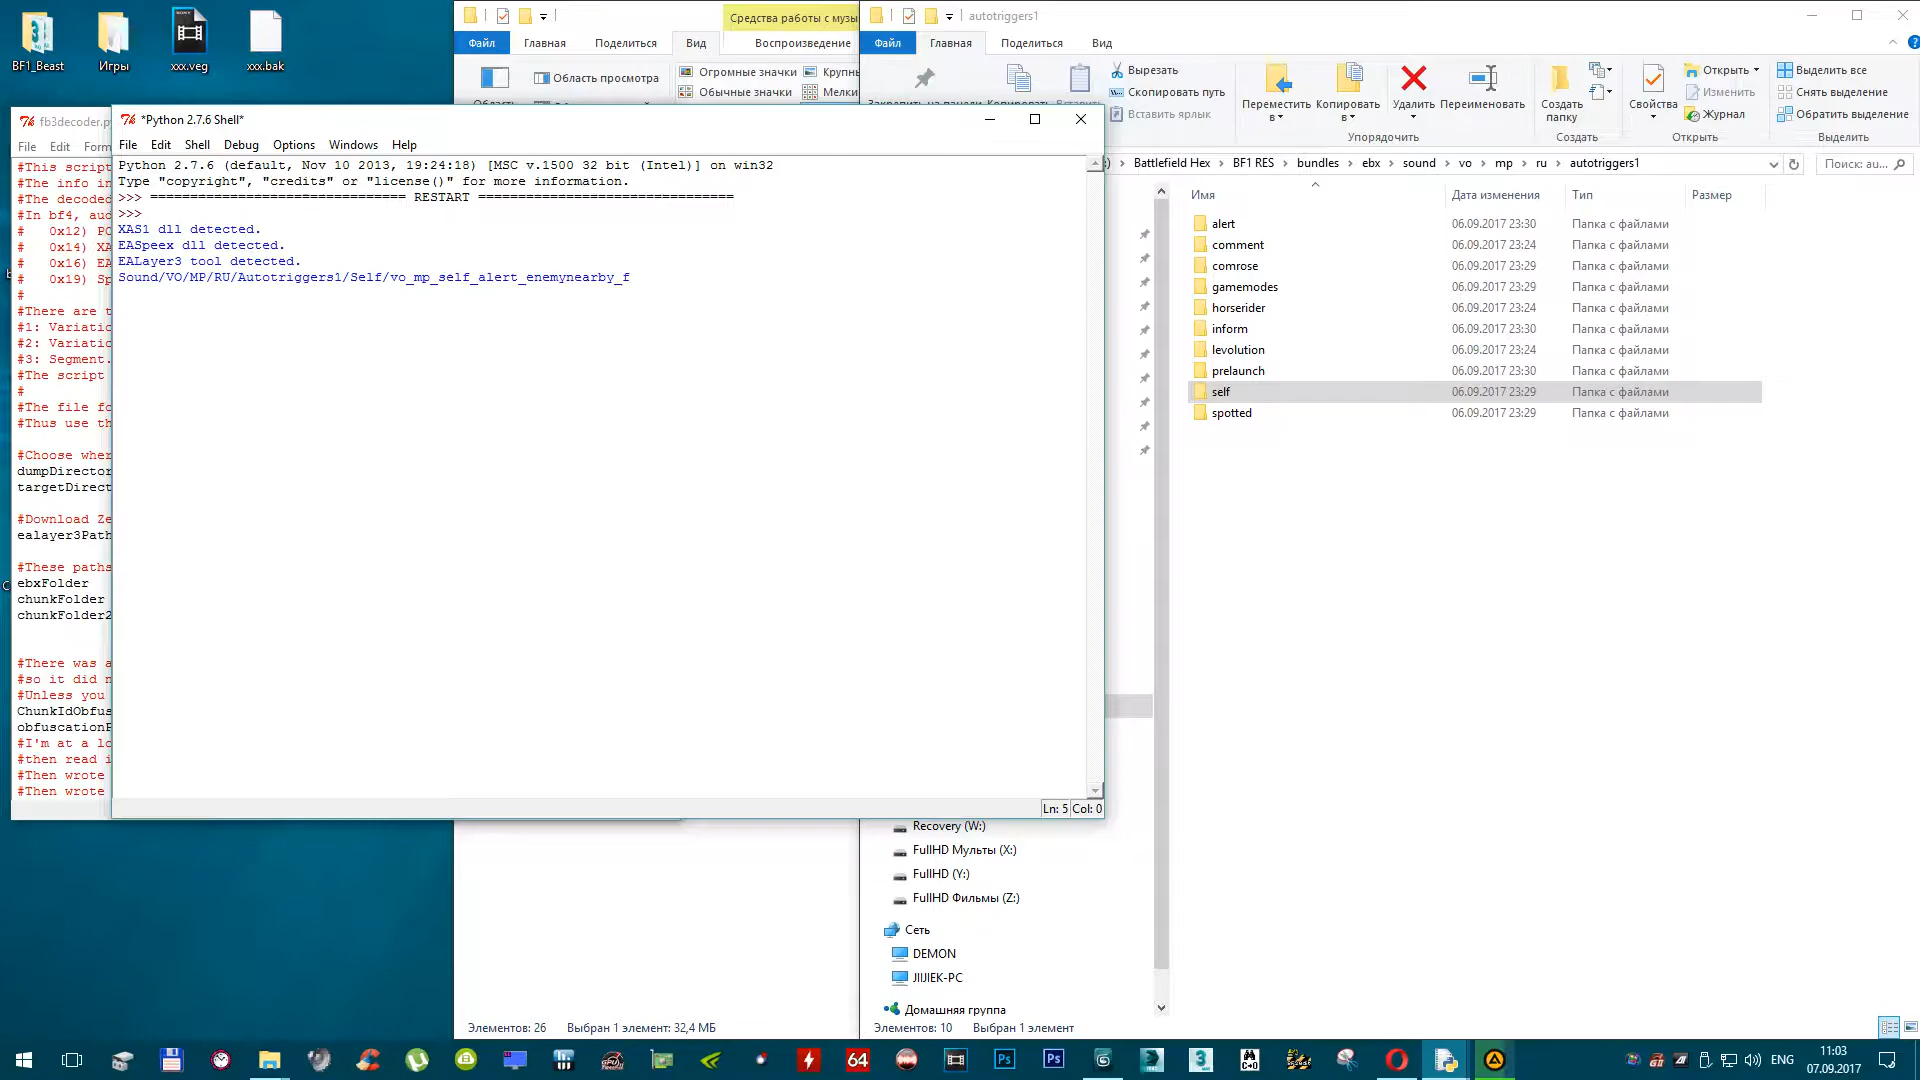 BF1_Beast
Игры
xxx.veg
xxx.bak
Средства работы с музы
Файл
Главная
Поделиться
Вид
Воспроизведение
Область просмотра
Огромные значки
Крупны
Обычные значки
Мелки
autotriggers1
Файл
Главная
Поделиться
Вид
Вырезать
Скопировать путь
Вставить ярлык
Переместить в
Копировать в
Удалить
Переименовать
Упорядочить
Создать папку
Создать
Свойства
Открыть
Изменить
Журнал
Открыть
Выделить все
Снять выделение
Обратить выделение
Выделить
Battlefield Hex > BF1 RES > bundles > ebx > sound > vo > mp > ru > autotriggers1
Поиск: au...
Имя
Дата изменения
Тип
Размер
alert 06.09.2017 23:30 Папка с файлами
comment 06.09.2017 23:24 Папка с файлами
comrose 06.09.2017 23:29 Папка с файлами
gamemodes 06.09.2017 23:29 Папка с файлами
horserider 06.09.2017 23:24 Папка с файлами
inform 06.09.2017 23:30 Папка с файлами
levolution 06.09.2017 23:24 Папка с файлами
prelaunch 06.09.2017 23:30 Папка с файлами
self 06.09.2017 23:29 Папка с файлами
spotted 06.09.2017 23:29 Папка с файлами
fb3decoder.p
File Edit Form
#This script
#The info in
#The decoded
#In bf4, aud
# 0x12) PC
# 0x14) XA
# 0x16) EA
# 0x19) Sp
#
#There are t
#1: Variatio
#2: Variatio
#3: Segment.
#The script
#
#The file fo
#Thus use th
#Choose wher
dumpDirector
targetDirect
#Download Ze
ealayer3Path
#These paths
ebxFolder
chunkFolder
chunkFolder2
#There was a
#so it did n
#Unless you
ChunkIdObfus
obfuscationP
#I'm at a lo
#then read i
#Then wrote
#Then wrote
*Python 2.7.6 Shell*
File Edit Shell Debug Options Windows Help
Python 2.7.6 (default, Nov 10 2013, 19:24:18) [MSC v.1500 32 bit (Intel)] on win32
Type "copyright", "credits" or "license()" for more information.
>>> ================================ RESTART ================================
>>>
XAS1 dll detected.
EASpeex dll detected.
EALayer3 tool detected.
Sound/VO/MP/RU/Autotriggers1/Self/vo_mp_self_alert_enemynearby_f
Ln: 5 Col: 0
Recovery (W:)
FullHD Мульты (X:)
FullHD (Y:)
FullHD Фильмы (Z:)
Сеть
DEMON
JIJIEK-PC
Домашняя группа
Элементов: 26 Выбран 1 элемент: 32,4 МБ
Элементов: 10 Выбран 1 элемент
64
Ps
Ps
ENG
11:03
07.09.2017